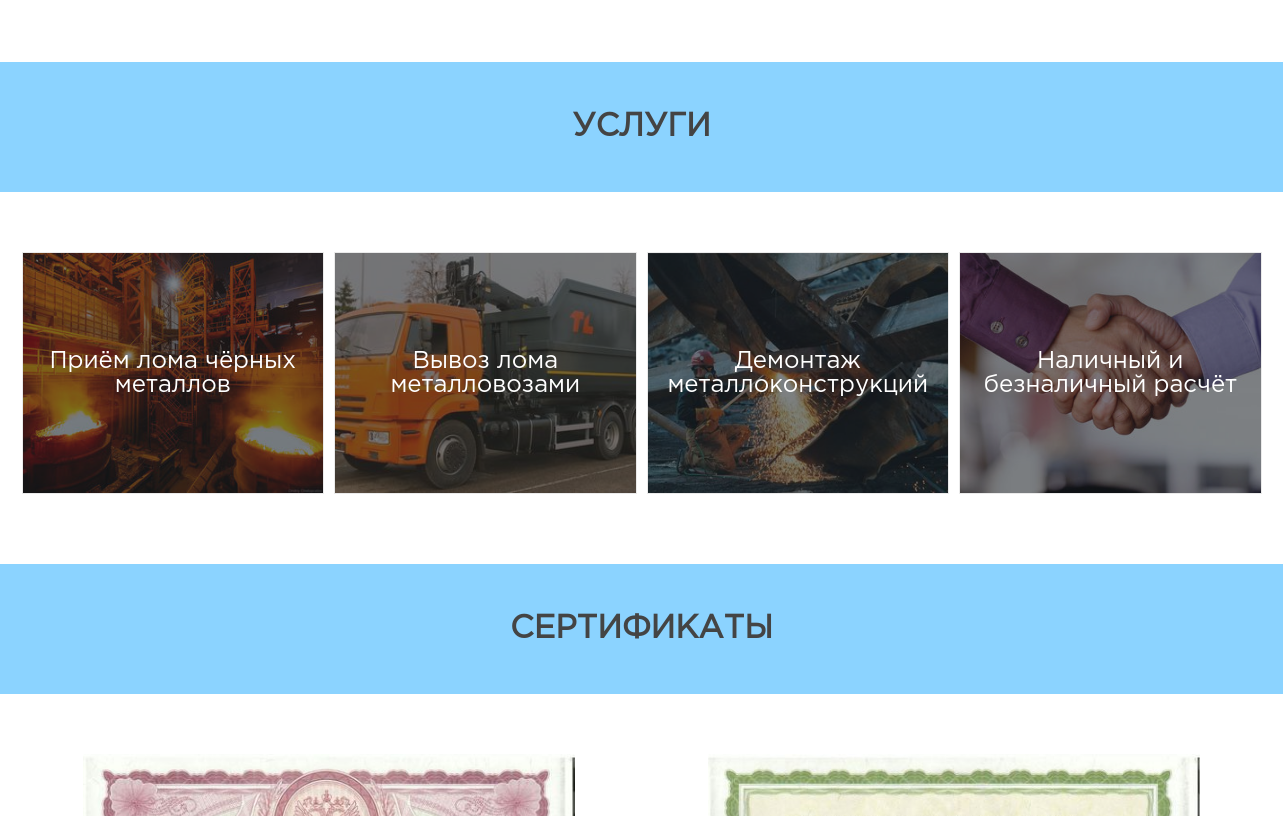 УСЛУГИ
Приём лома чёрных
металлов
Вывоз лома
металловозами
Демонтаж
металлоконструкций
Наличный и
безналичный расчёт
СЕРТИФИКАТЫ